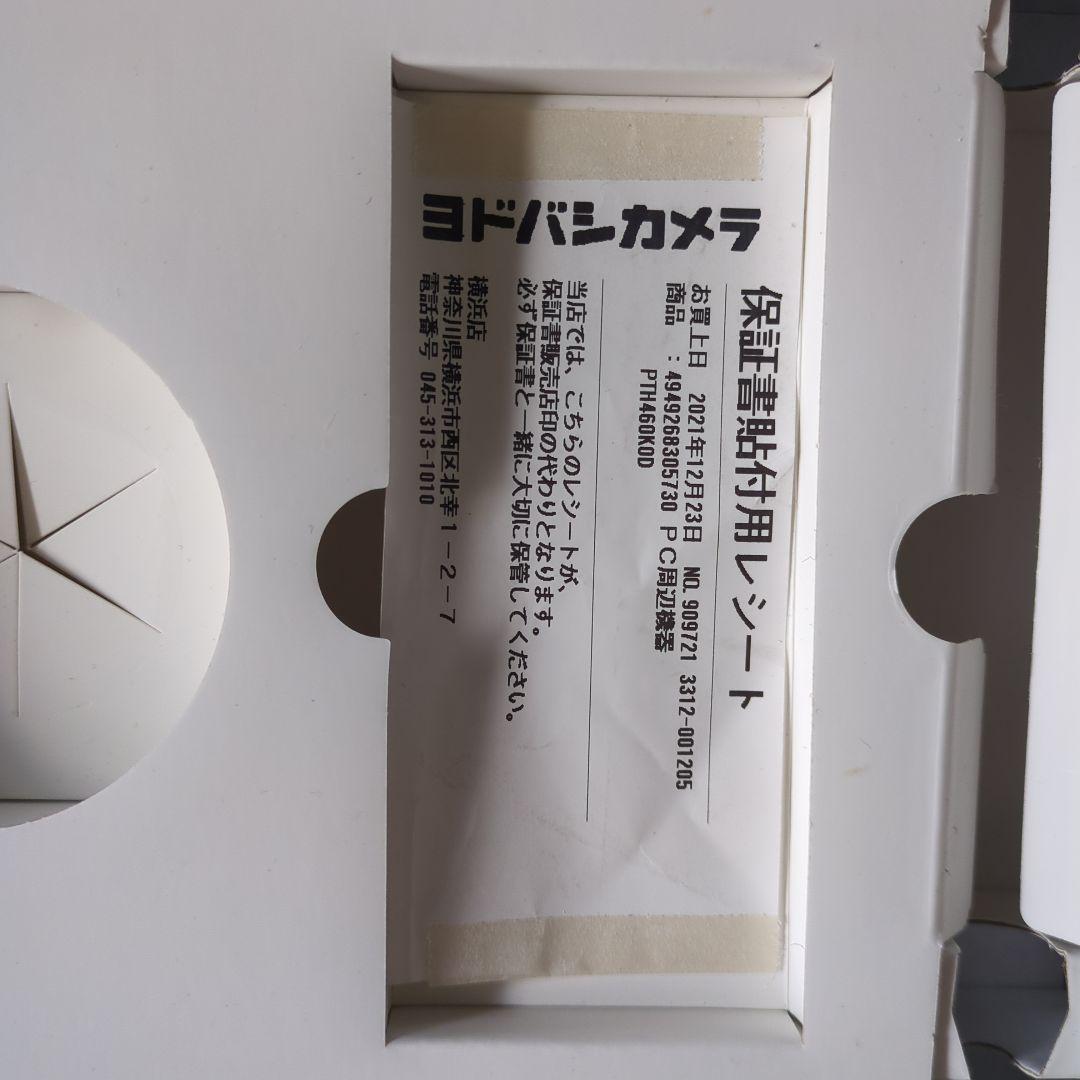 ヨドバシカメラ
保証書貼付用レシート
お買上日 2021年12月23日 NO.909721 3312-001205
商品 :4949268305730 PC周辺機器
PTH460K0D
当店では、こちらのレシートが、
保証書販売店印の代わりとなります。
必ず保証書と一緒に大切に保管してください。
横浜店
神奈川県横浜市西区北幸1-2-7
電話番号 045-313-1010